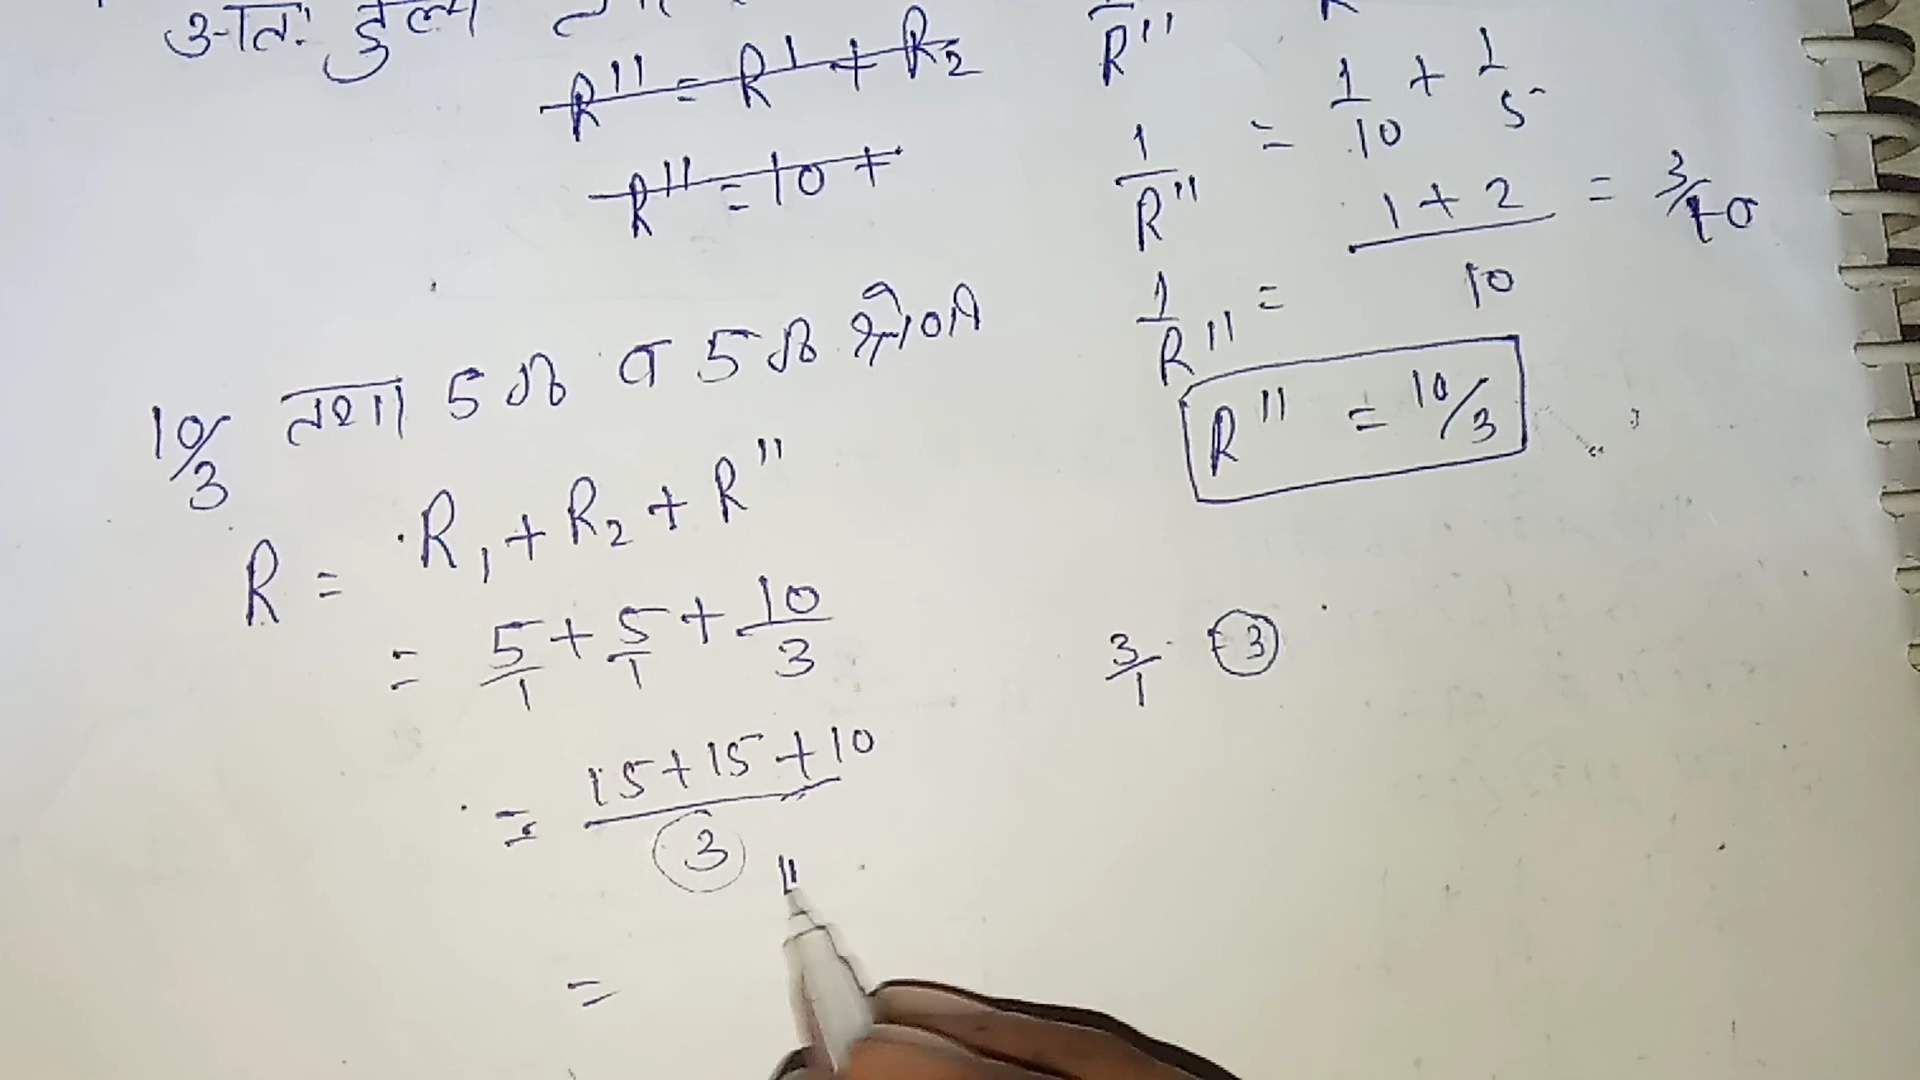 अतः तुल्य
R'' = R' + R2
R'' = 10 +
10/3 तथा 5Ω व 5Ω श्रेणी
R = R1 + R2 + R''
= 5/1 + 5/1 + 10/3
= 15+15+10 / 3
=
R''
1/R'' = 1/10 + 1/5
1/R'' = 1+2 / 10 = 3/10
R'' = 10/3
3/1 = 3